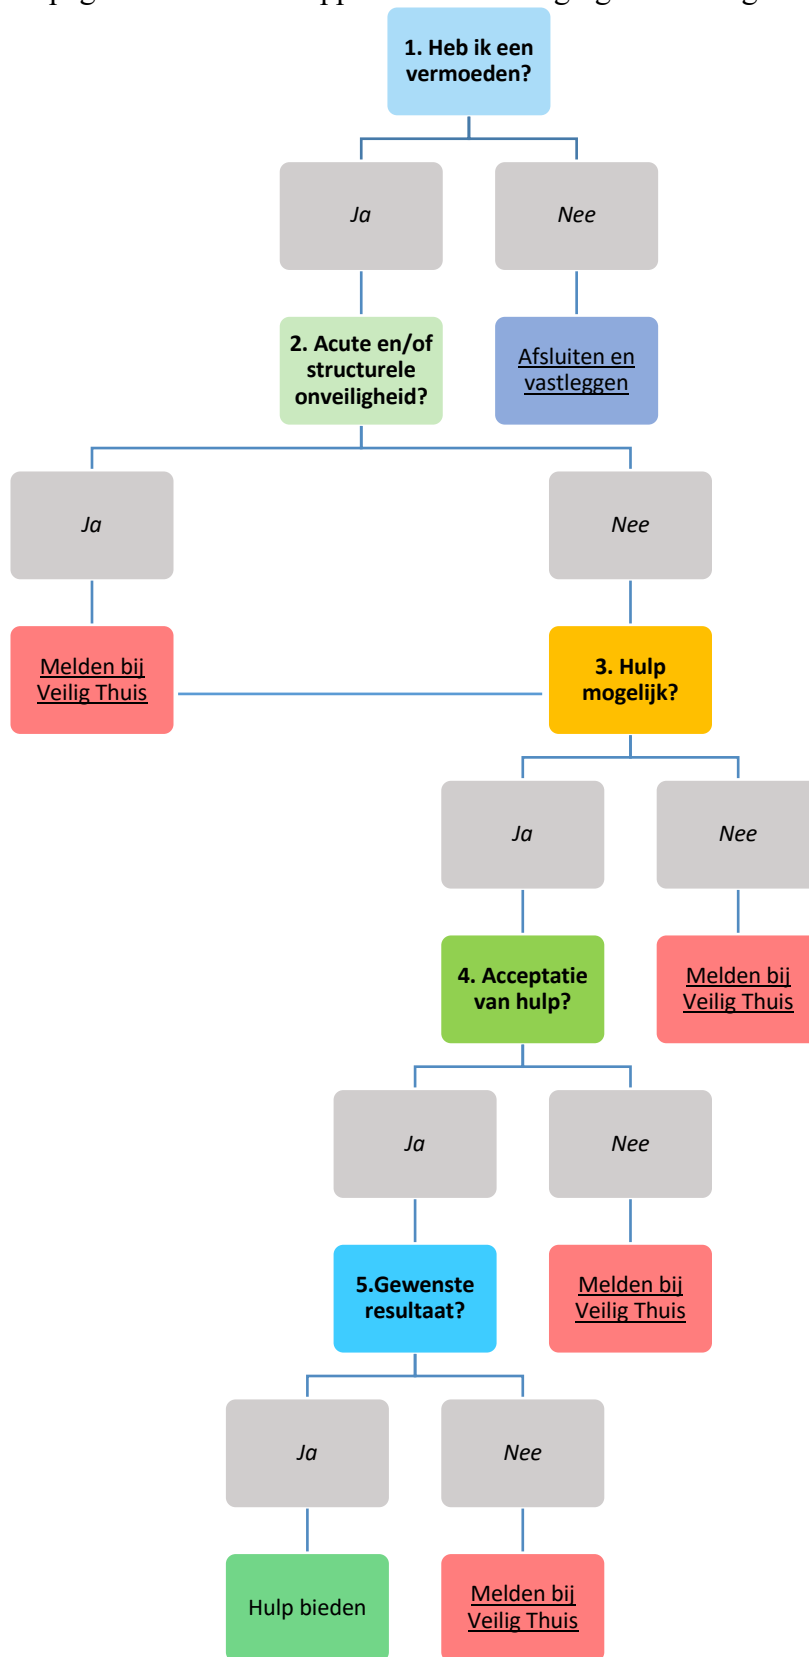 1. Heb ik een
vermoeden?
Ja
Nee
2. Acute en/of
structurele
onveiligheid?
Afsluiten en
vastleggen
Ja
Nee
Melden bij
Veilig Thuis
3. Hulp
mogelijk?
Ja
Nee
4. Acceptatie
van hulp?
Melden bij
Veilig Thuis
Ja
Nee
5.Gewenste
resultaat?
Melden bij
Veilig Thuis
Ja
Nee
Hulp bieden
Melden bij
Veilig Thuis